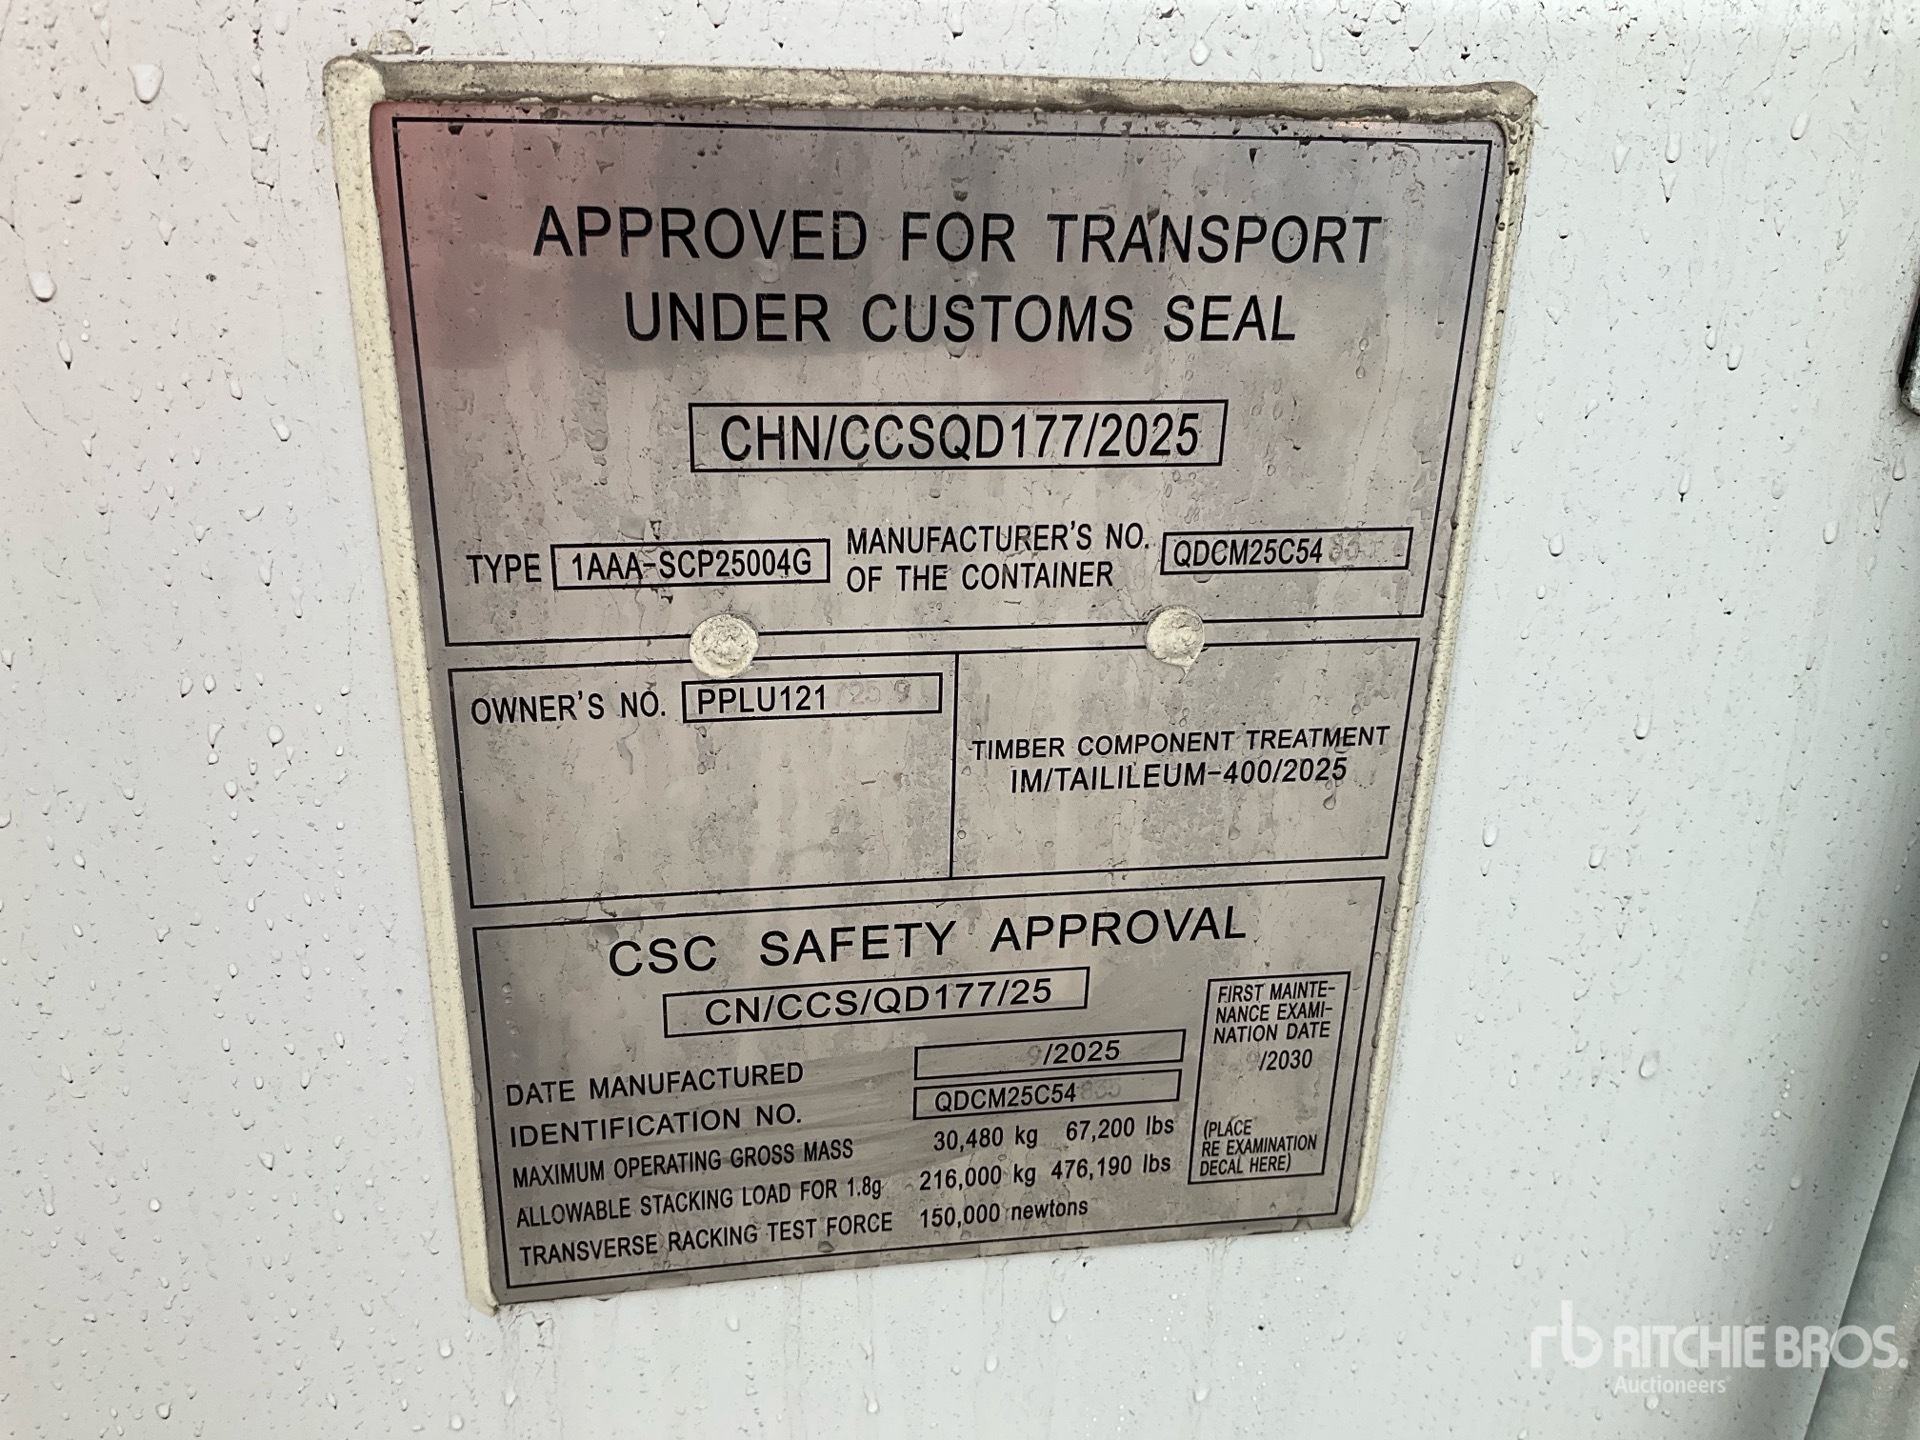 APPROVED FOR TRANSPORT
UNDER CUSTOMS SEAL
CHN/CCSQD177/2025
TYPE 1AAA-SCP25004G
MANUFACTURER'S NO.
OF THE CONTAINER
QDCM25C54
OWNER'S NO. PPLU121
TIMBER COMPONENT TREATMENT
IM/TAILILEUM-400/2025
CSC SAFETY APPROVAL
CN/CCS/QD177/25
DATE MANUFACTURED 9/2025
IDENTIFICATION NO. QDCM25C54
MAXIMUM OPERATING GROSS MASS 30,480 kg 67,200 lbs
ALLOWABLE STACKING LOAD FOR 1.8g 216,000 kg 476,190 lbs
TRANSVERSE RACKING TEST FORCE 150,000 newtons
FIRST MAINTE-
NANCE EXAMI-
NATION DATE
9/2030
(PLACE
RE EXAMINATION
DECAL HERE)
rb RITCHIE BROS.
Auctioneers